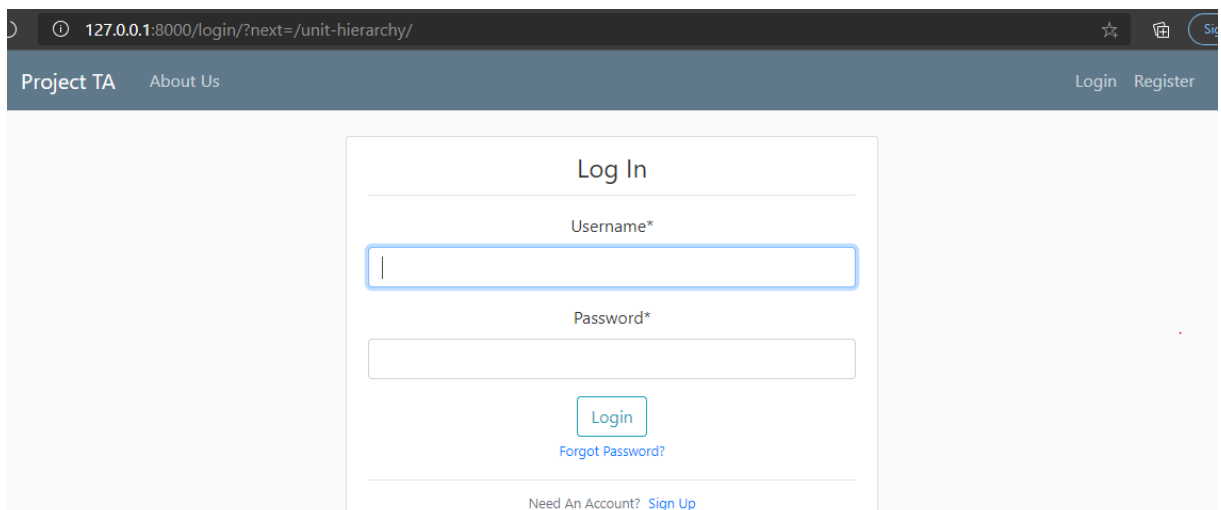 127.0.0.1:8000/login/?next=/unit-hierarchy/
Project TA About Us Login Register
Log In
Username*
Password*
Login
Forgot Password?
Need An Account? Sign Up